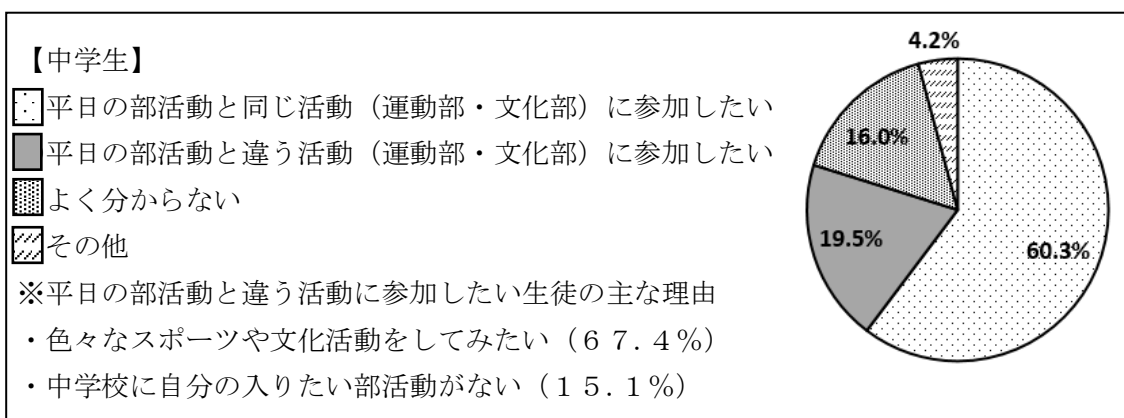 【中学生】
平日の部活動と同じ活動（運動部・文化部）に参加したい
平日の部活動と違う活動（運動部・文化部）に参加したい
よく分からない
その他
※平日の部活動と違う活動に参加したい生徒の主な理由
・色々なスポーツや文化活動をしてみたい（６７.４％）
・中学校に自分の入りたい部活動がない（１５.１％）
4.2%
16.0%
19.5%
60.3%